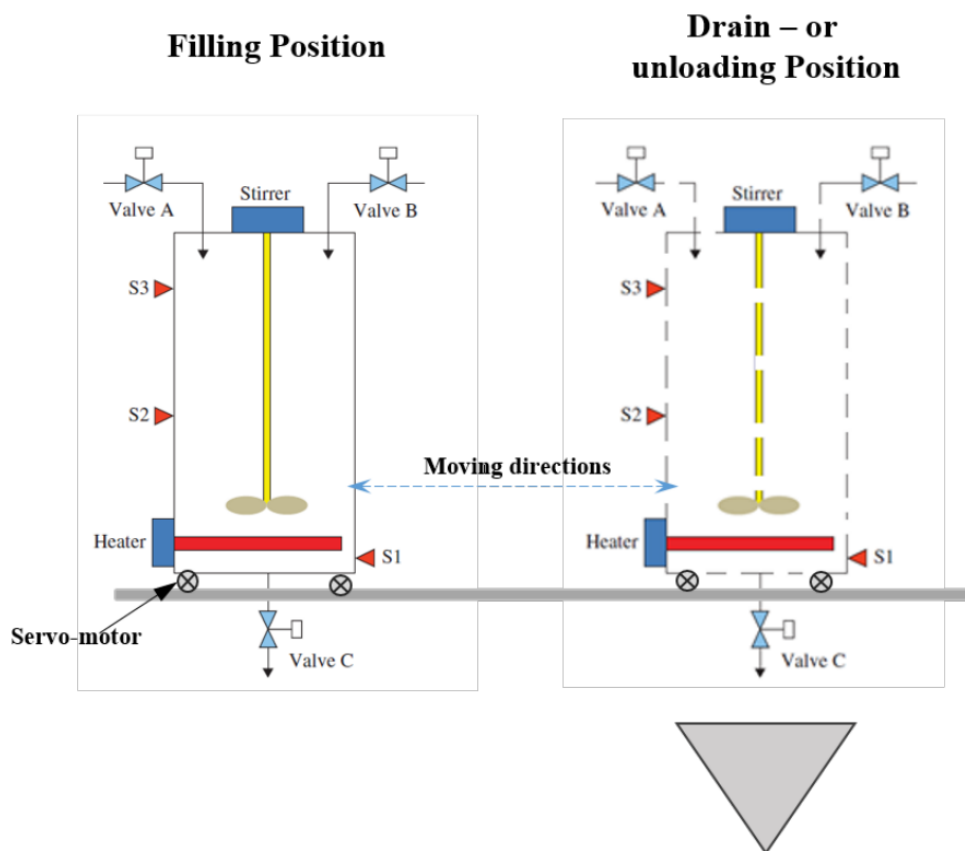 Filling Position
Drain – or
unloading Position
Valve A
Stirrer
Valve B
S3
S2
Heater
S1
Servo-motor
Valve C
Moving directions
Valve A
Stirrer
Valve B
S3
S2
Heater
S1
Valve C